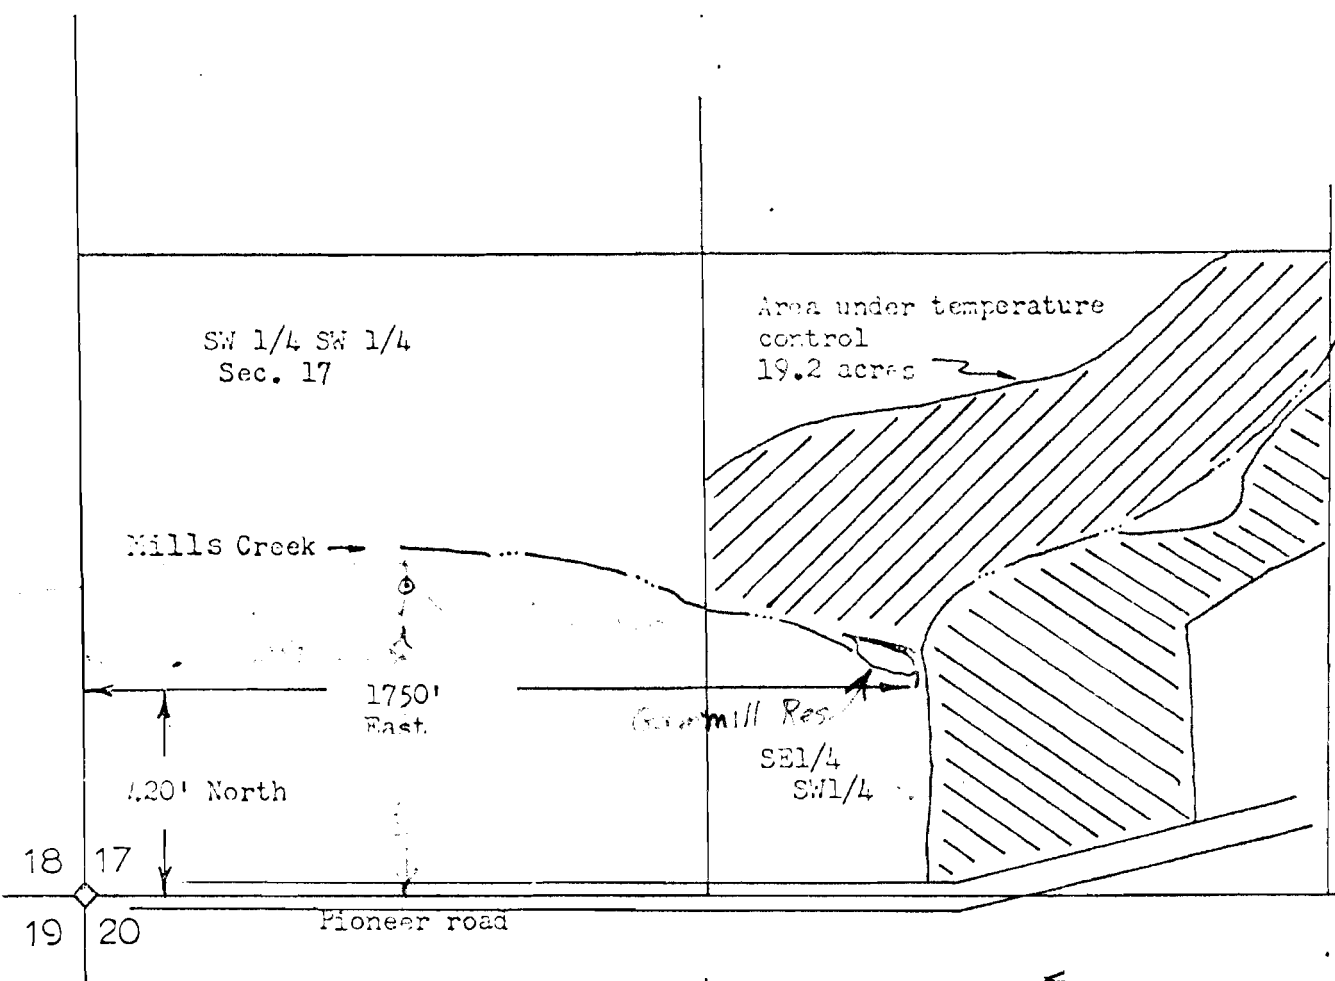 SW 1/4 SW 1/4
Sec. 17
Area under temperature
control
19.2 acres
Mills Creek
1750'
East
Res.
SE1/4
SW1/4
420' North
18 17
19 20
Pioneer road